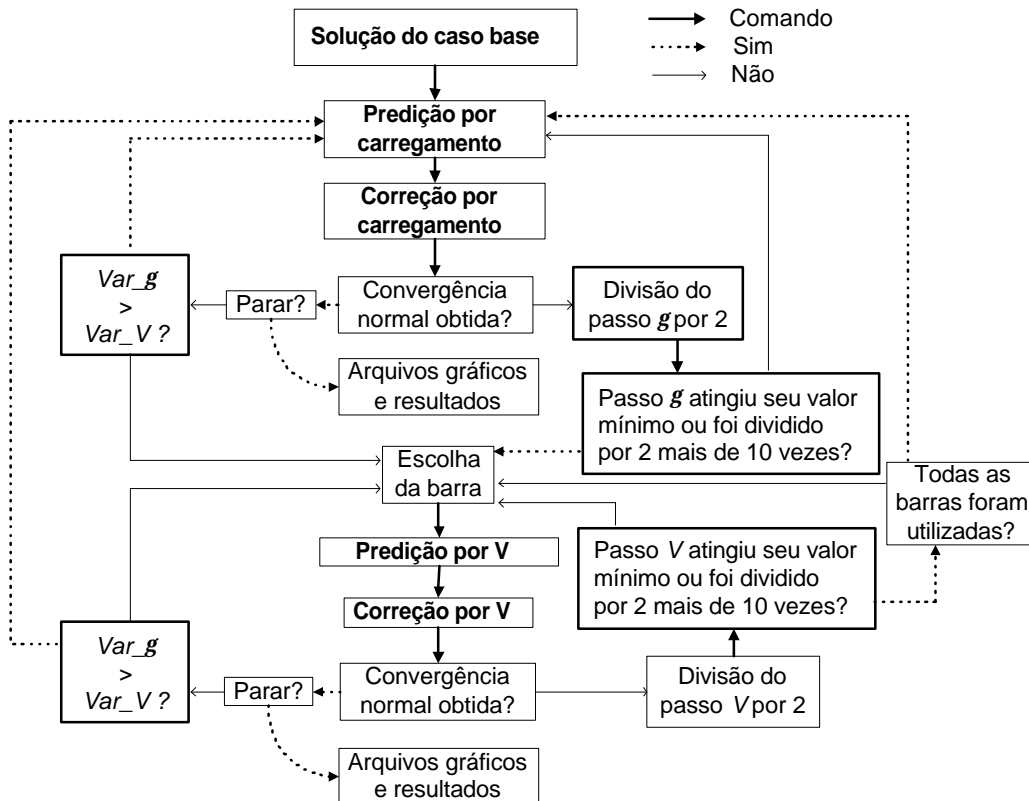 Solução do caso base
Comando
Sim
Não
Predição por
carregamento
Correção por
carregamento
Var_g
>
Var_V ?
Parar?
Convergência
normal obtida?
Divisão do
passo g por 2
Arquivos gráficos
e resultados
Passo g atingiu seu valor
mínimo ou foi dividido
por 2 mais de 10 vezes?
Escolha
da barra
Todas as
barras foram
utilizadas?
Predição por V
Passo V atingiu seu valor
mínimo ou foi dividido
por 2 mais de 10 vezes?
Correção por V
Var_g
>
Var_V ?
Parar?
Convergência
normal obtida?
Divisão do
passo V por 2
Arquivos gráficos
e resultados